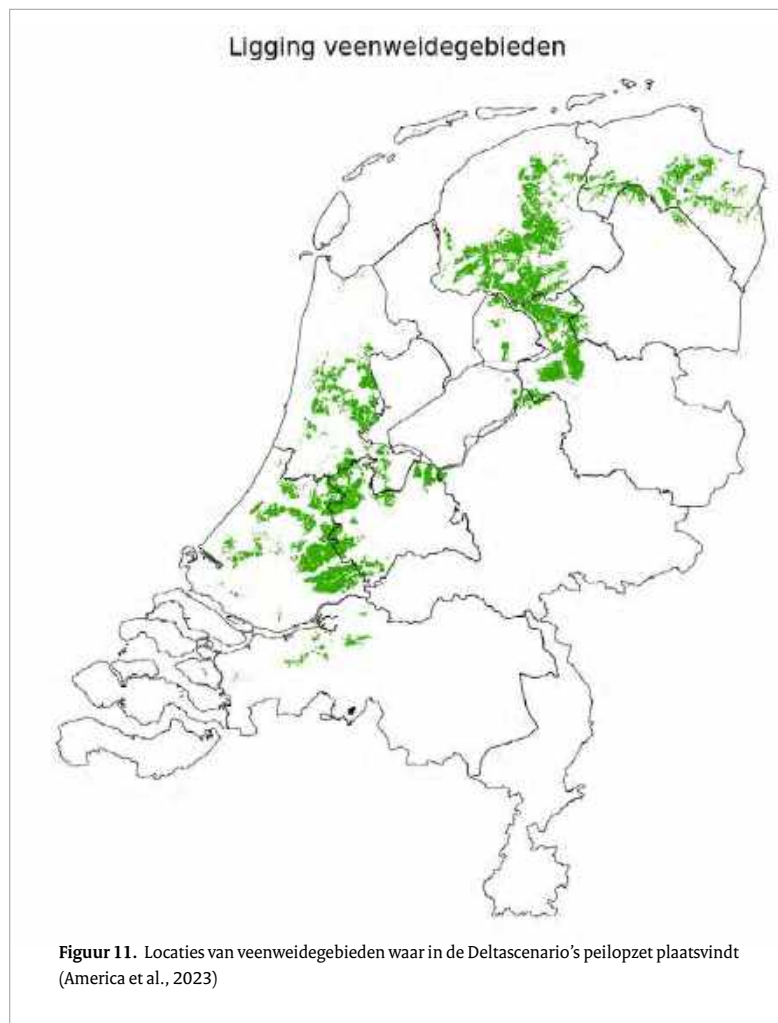 Ligging veenweidegebieden
Figuur 11. Locaties van veenweidegebieden waar in de Deltascenario's peilopzet plaatsvindt
(America et al., 2023)